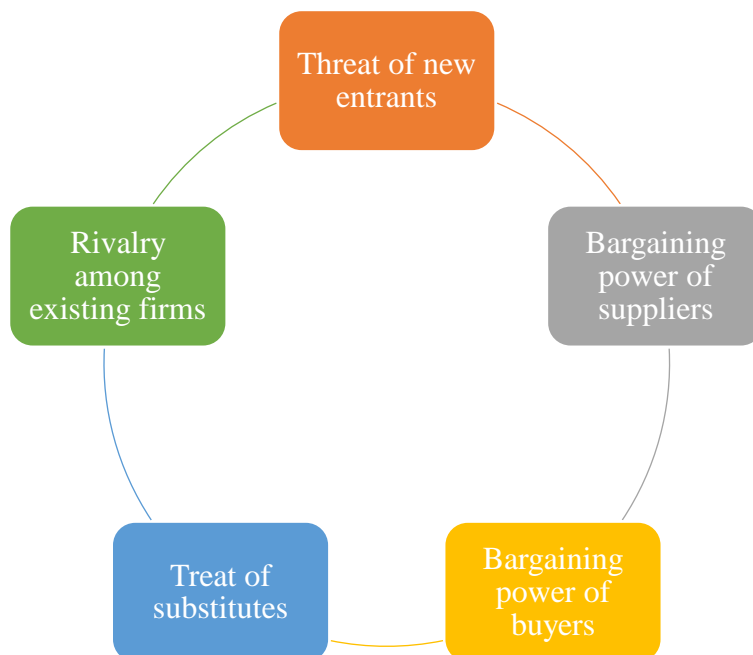 Threat of new
entrants
Bargaining
power of
suppliers
Bargaining
power of
buyers
Treat of
substitutes
Rivalry
among
existing firms